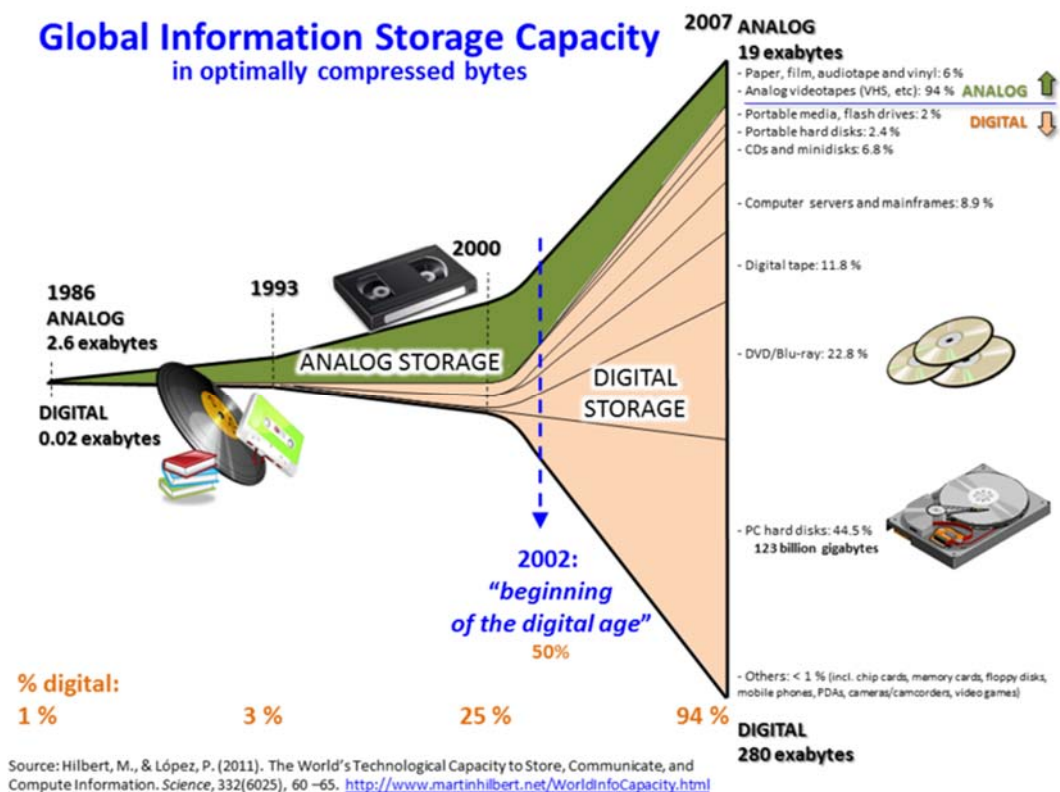 Global Information Storage Capacity
in optimally compressed bytes
2007 ANALOG
19 exabytes
- Paper, film, audiotape and vinyl: 6 %
- Analog videotapes (VHS, etc): 94 %
ANALOG
- Portable media, flash drives: 2 %
DIGITAL
- Portable hard disks: 2.4 %
- CDs and minidisks: 6.8 %
- Computer servers and mainframes: 8.9 %
- Digital tape: 11.8 %
- DVD/Blu-ray: 22.8 %
- PC hard disks: 44.5 %
123 billion gigabytes
- Others: < 1 % (incl. chip cards, memory cards, floppy disks,
mobile phones, PDAs, cameras/camcorders, video games)
DIGITAL
280 exabytes
1986
ANALOG
2.6 exabytes
DIGITAL
0.02 exabytes
1993
2000
ANALOG STORAGE
DIGITAL
STORAGE
2002:
"beginning
of the digital age"
50%
% digital:
1 %
3 %
25 %
94 %
Source: Hilbert, M., & López, P. (2011). The World's Technological Capacity to Store, Communicate, and
Compute Information. Science, 332(6025), 60 –65. http://www.martinhilbert.net/WorldInfoCapacity.html